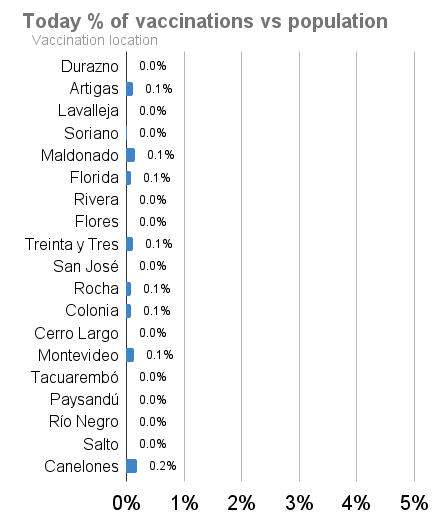 Today % of vaccinations vs population
Vaccination location
Durazno 0.0%
Artigas 0.1%
Lavalleja 0.0%
Soriano 0.0%
Maldonado 0.1%
Florida 0.1%
Rivera 0.0%
Flores 0.0%
Treinta y Tres 0.1%
San José 0.0%
Rocha 0.1%
Colonia 0.1%
Cerro Largo 0.0%
Montevideo 0.1%
Tacuarembó 0.0%
Paysandú 0.0%
Río Negro 0.0%
Salto 0.0%
Canelones 0.2%
0% 1% 2% 3% 4% 5%